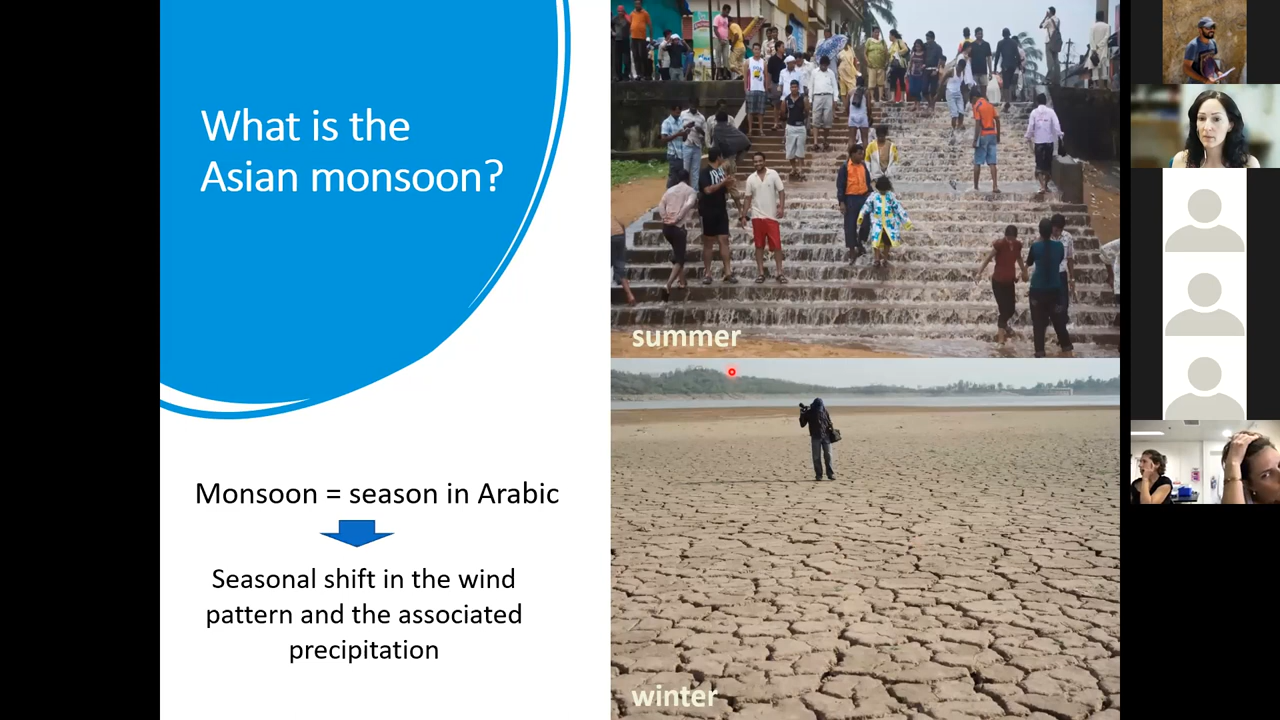 What is the
Asian monsoon?
Monsoon = season in Arabic
Seasonal shift in the wind
pattern and the associated
precipitation
summer
winter